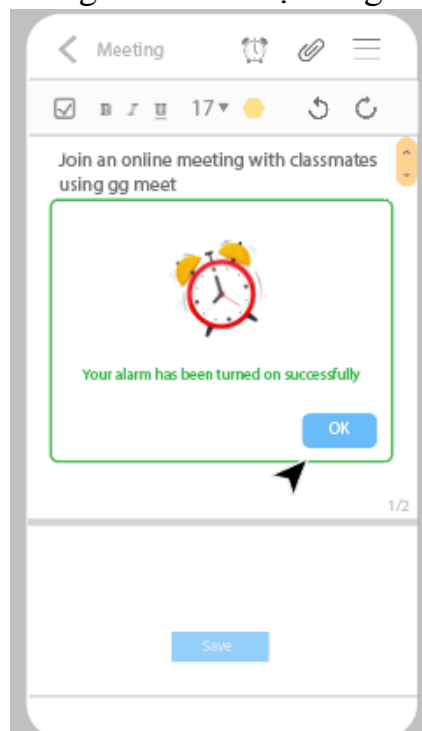 Meeting
B I U 17
Join an online meeting with classmates
using gg meet
Your alarm has been turned on successfully
OK
1/2
Save